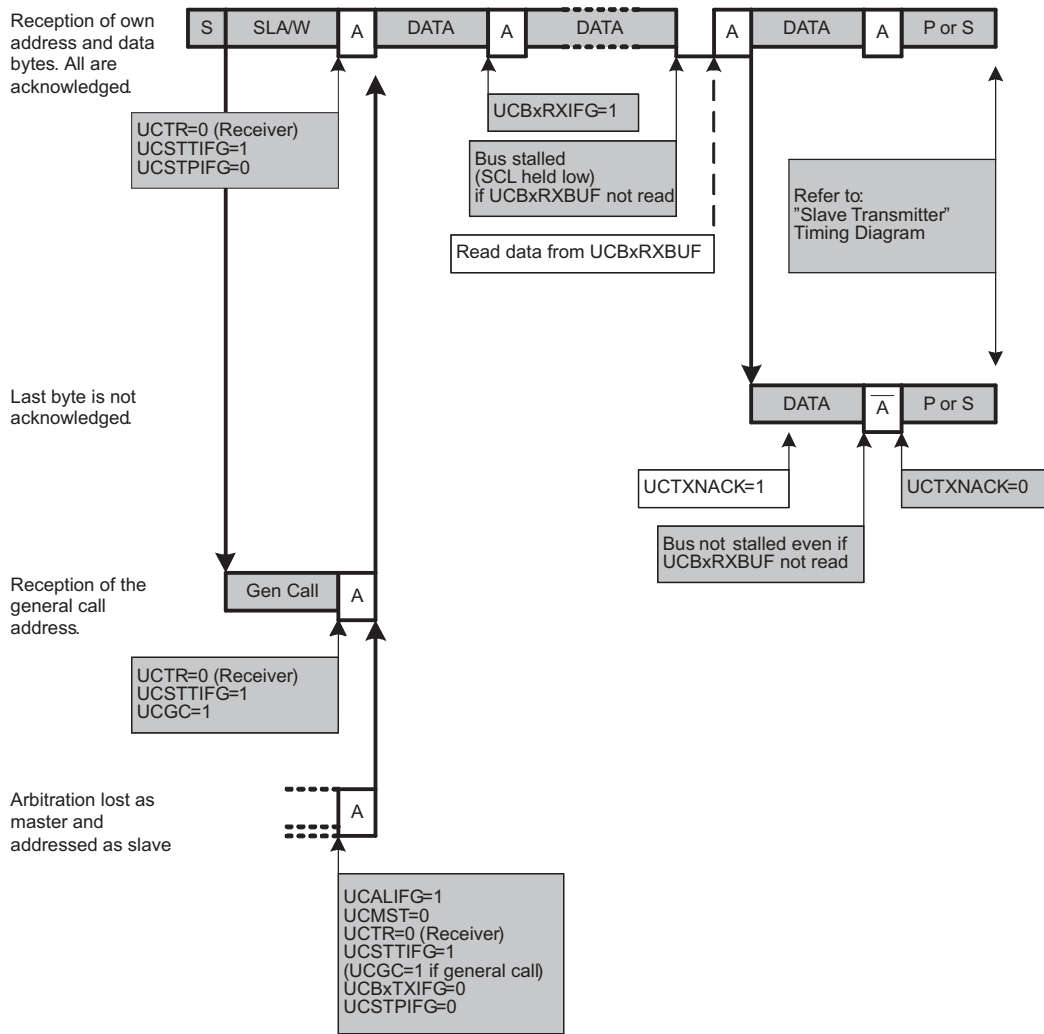 Reception of own
address and data
bytes. All are
acknowledged.
S SLA/W A DATA A DATA A DATA A P or S
UCTR=0 (Receiver)
UCSTTIFG=1
UCSTPIFG=0
UCBxRXIFG=1
Bus stalled
(SCL held low)
if UCBxRXBUF not read
Read data from UCBxRXBUF
Refer to:
”Slave Transmitter”
Timing Diagram
Last byte is not
acknowledged.
DATA A P or S
UCTXNACK=1
UCTXNACK=0
Bus not stalled even if
UCBxRXBUF not read
Reception of the
general call
address.
Gen Call A
UCTR=0 (Receiver)
UCSTTIFG=1
UCGC=1
Arbitration lost as
master and
addressed as slave
A
UCALIFG=1
UCMST=0
UCTR=0 (Receiver)
UCSTTIFG=1
(UCGC=1 if general call)
UCBxTXIFG=0
UCSTPIFG=0